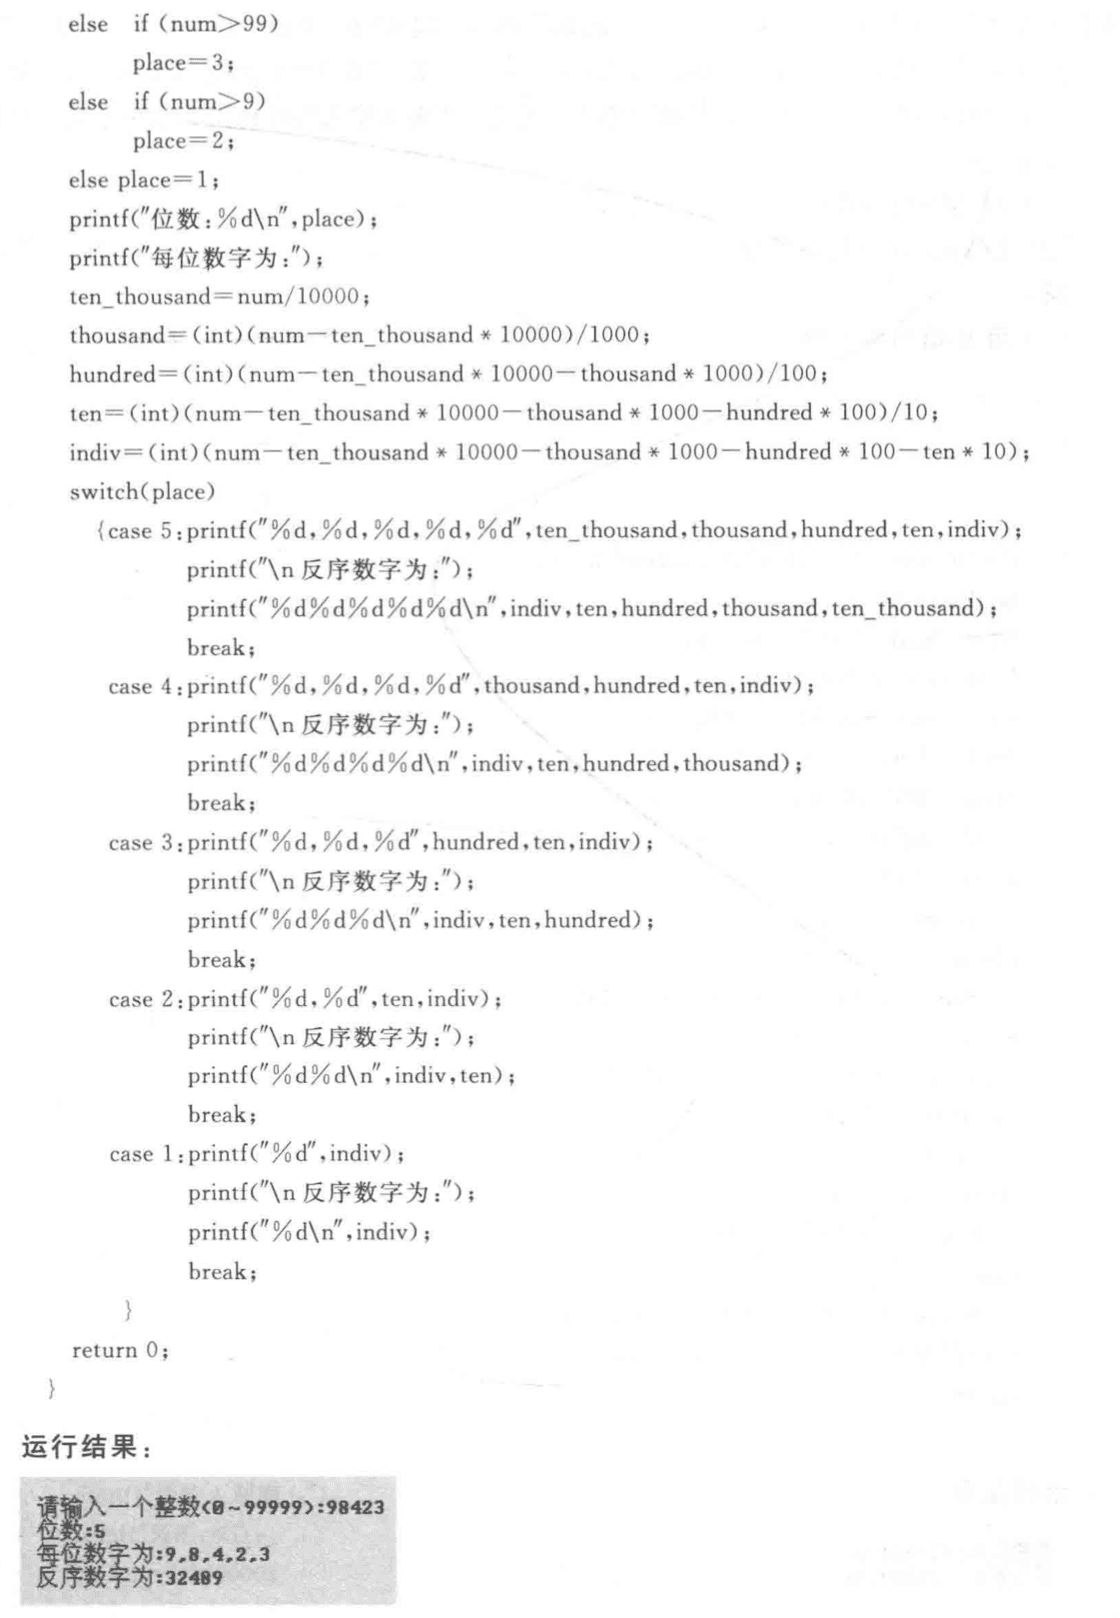 else if (num>99)
place=3;
else if (num>9)
place=2;
else place=1;
printf("位数:%d\n",place);
printf("每位数字为:");
ten_thousand=num/10000;
thousand=(int)(num-ten_thousand * 10000)/1000;
hundred=(int)(num-ten_thousand * 10000-thousand * 1000)/100;
ten=(int)(num-ten_thousand * 10000-thousand * 1000-hundred * 100)/10;
indiv=(int)(num-ten_thousand * 10000-thousand * 1000-hundred * 100-ten * 10);
switch(place)
{case 5:printf("%d,%d,%d,%d,%d",ten_thousand,thousand,hundred,ten,indiv);
printf("\n 反序数字为:");
printf("%d%d%d%d%d\n",indiv,ten,hundred,thousand,ten_thousand);
break;
case 4:printf("%d,%d,%d,%d",thousand,hundred,ten,indiv);
printf("\n 反序数字为:");
printf("%d%d%d%d\n",indiv,ten,hundred,thousand);
break;
case 3:printf("%d,%d,%d",hundred,ten,indiv);
printf("\n 反序数字为:");
printf("%d%d%d\n",indiv,ten,hundred);
break;
case 2:printf("%d,%d",ten,indiv);
printf("\n 反序数字为:");
printf("%d%d\n",indiv,ten);
break;
case 1:printf("%d",indiv);
printf("\n 反序数字为:");
printf("%d\n",indiv);
break;
}
return 0;
}
运行结果:
请输入一个整数(0~99999):98423
位数:5
每位数字为:9,8,4,2,3
反序数字为:32489